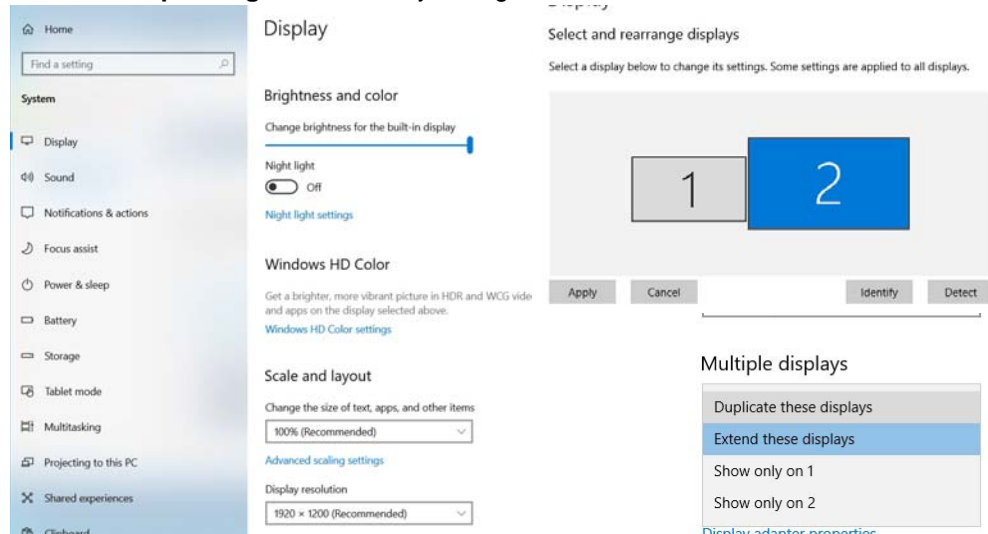 Home
Find a setting
System
Display
Sound
Notifications & actions
Focus assist
Power & sleep
Battery
Storage
Tablet mode
Multitasking
Projecting to this PC
Shared experiences
Clipboard
Display
Brightness and color
Change brightness for the built-in display
Night light
Off
Night light settings
Windows HD Color
Get a brighter, more vibrant picture in HDR and WCG vide
and apps on the display selected above.
Windows HD Color settings
Scale and layout
Change the size of text, apps, and other items
100% (Recommended)
Advanced scaling settings
Display resolution
1920 × 1200 (Recommended)
Select and rearrange displays
Select a display below to change its settings. Some settings are applied to all displays.
1 2
Apply Cancel Identify Detect
Multiple displays
Duplicate these displays
Extend these displays
Show only on 1
Show only on 2
Display adapter properties